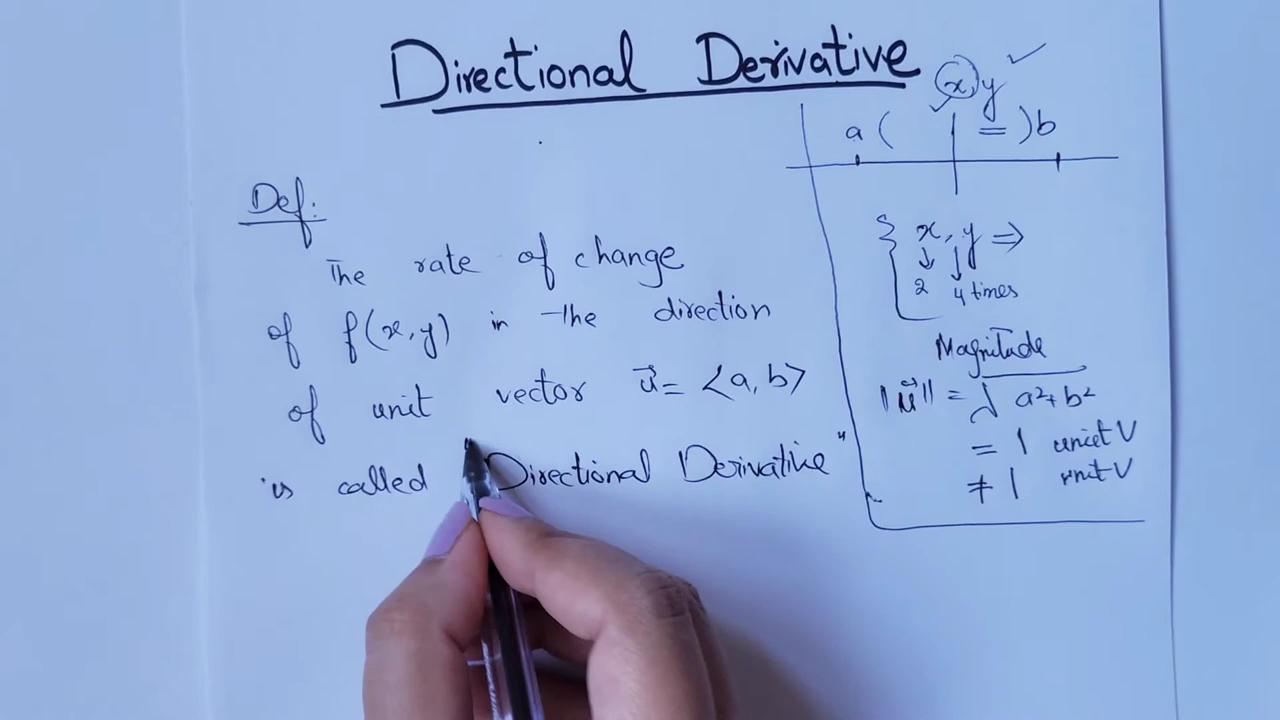 Directional Derivative
x, y ✓
✓
a ( = ) b
Def:
The rate of change
of f(x, y) in the direction
of unit vector u⃗ = <a, b>
is called "Directional Derivative"
{ x, y ⇒
↓ ↓
2 4 times
Magnitude
||u⃗|| = √a²+b²
= 1 unit V
≠ 1 unit V